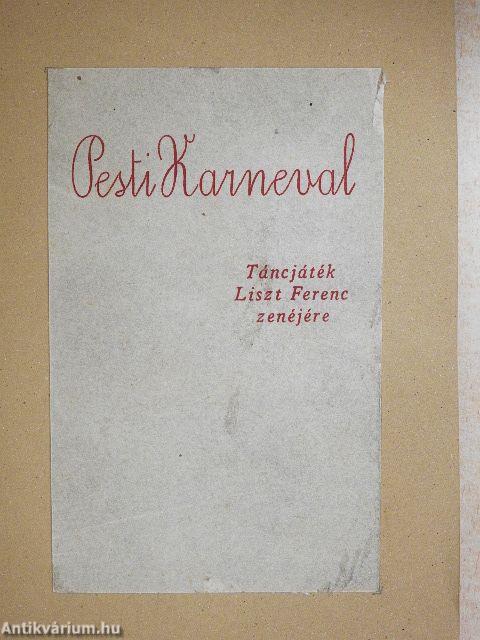 Pesti Karneval
Táncjáték
Liszt Ferenc
zenéjére
Antikvárium.hu